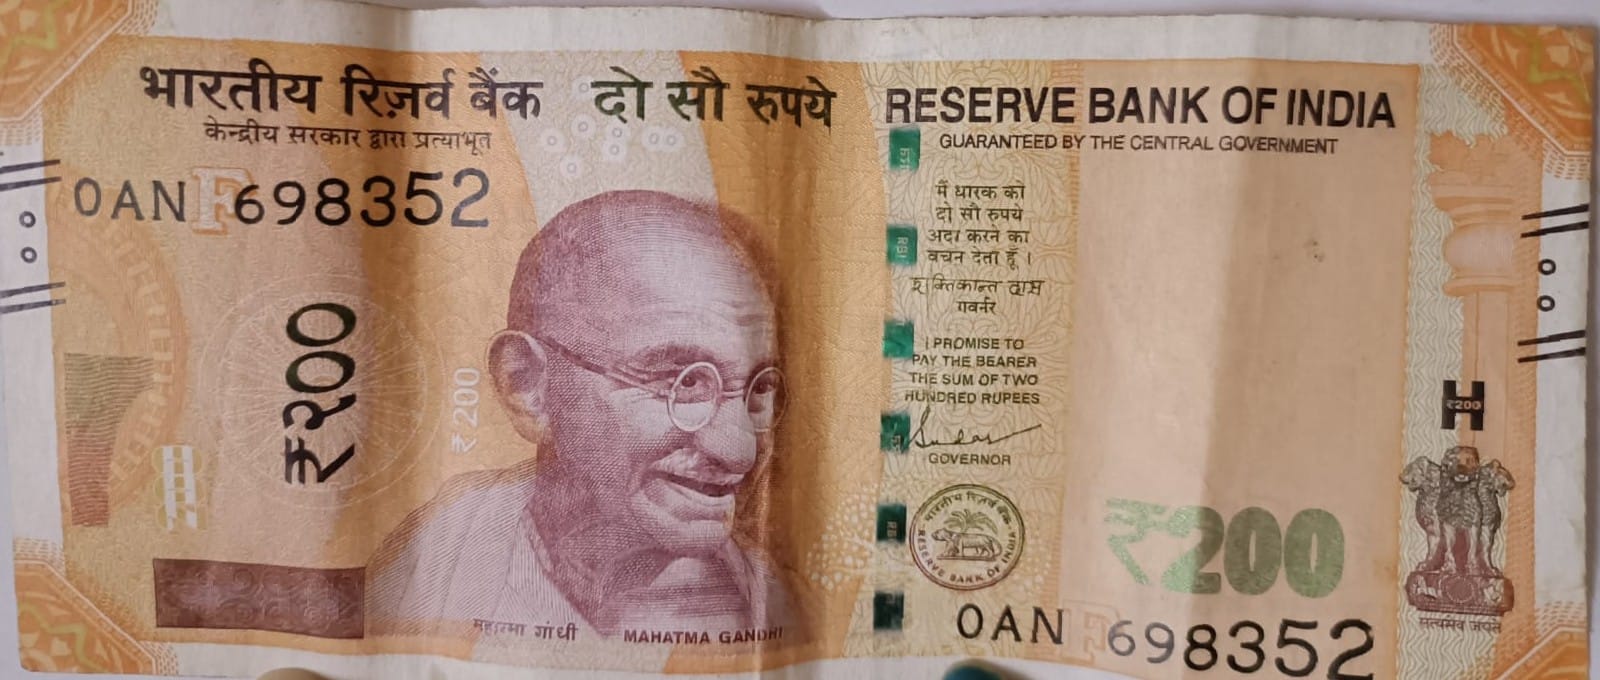 भारतीय रिज़र्व बैंक दो सौ रुपये
केन्द्रीय सरकार द्वारा प्रत्याभूत
RESERVE BANK OF INDIA
GUARANTEED BY THE CENTRAL GOVERNMENT
0AN F 698352
₹२००
₹200
मैं धारक को
दो सौ रुपये
अदा करने का
वचन देता हूँ ।
शक्तिकान्त दास
गवर्नर
I PROMISE TO
PAY THE BEARER
THE SUM OF TWO
HUNDRED RUPEES
GOVERNOR
भारतीय रिज़र्व बैंक
RESERVE BANK OF INDIA
₹200
₹200
सत्यमेव जयते
महात्मा गांधी MAHATMA GANDHI
0AN F 698352